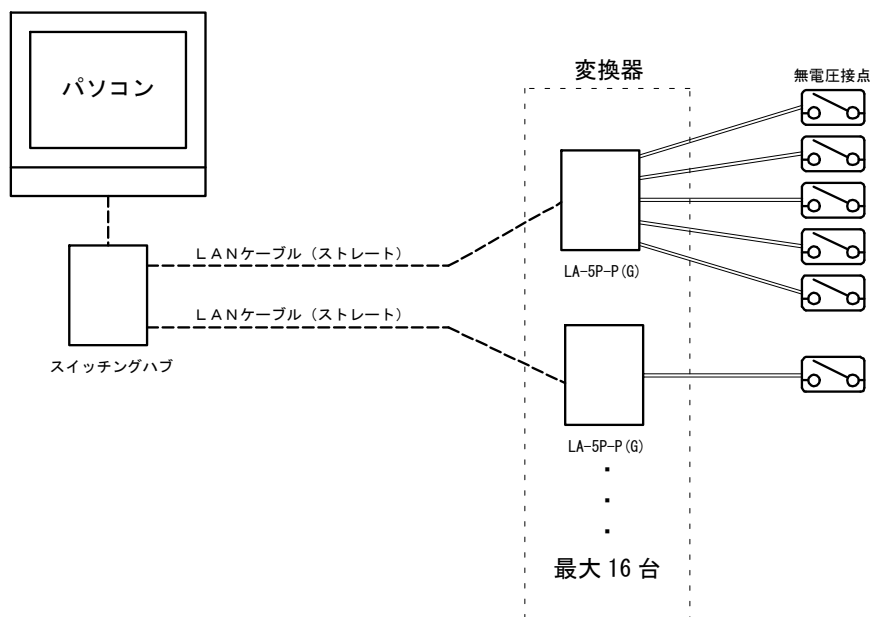 パソコン
変換器
無電圧接点
LANケーブル（ストレート）
LA-5P-P(G)
LANケーブル（ストレート）
スイッチングハブ
LA-5P-P(G)
・
・
・
最大 16 台